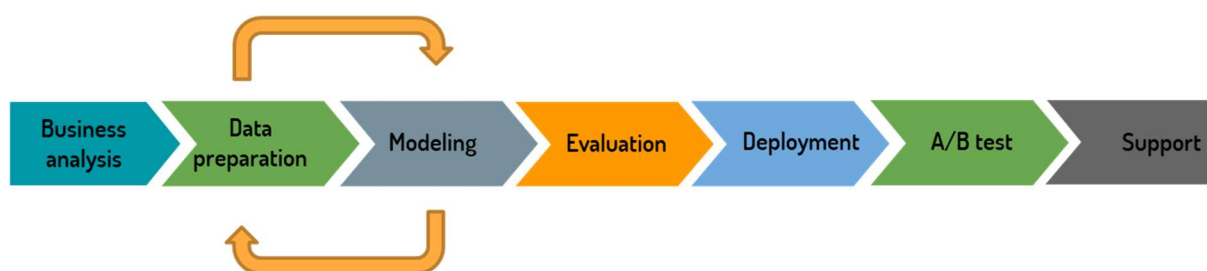 Business
analysis
Data
preparation
Modeling
Evaluation
Deployment
A/B test
Support